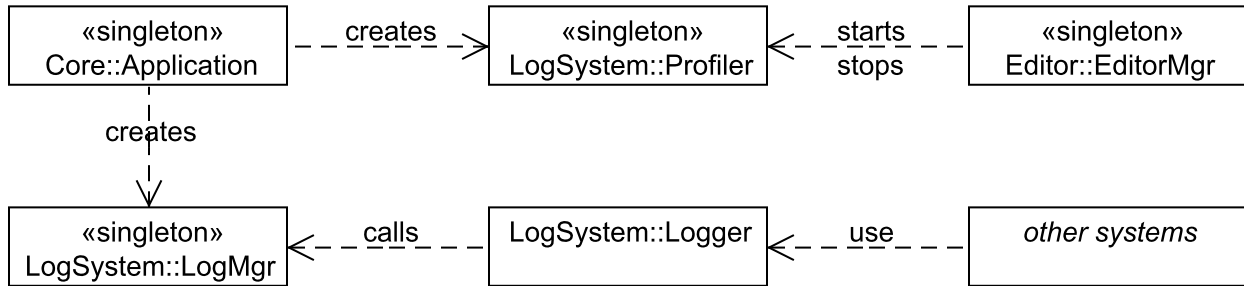 «singleton»
Core::Application
creates
«singleton»
LogSystem::Profiler
starts
stops
«singleton»
Editor::EditorMgr
creates
«singleton»
LogSystem::LogMgr
calls
LogSystem::Logger
use
other systems